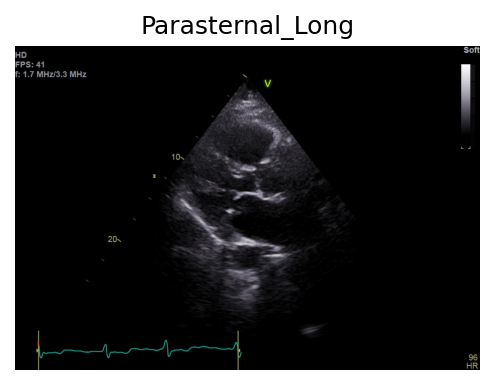 Parasternal_Long
HD
Soft
FPS: 41
f: 1.7 MHz/3.3 MHz
V
10
20
96
HR